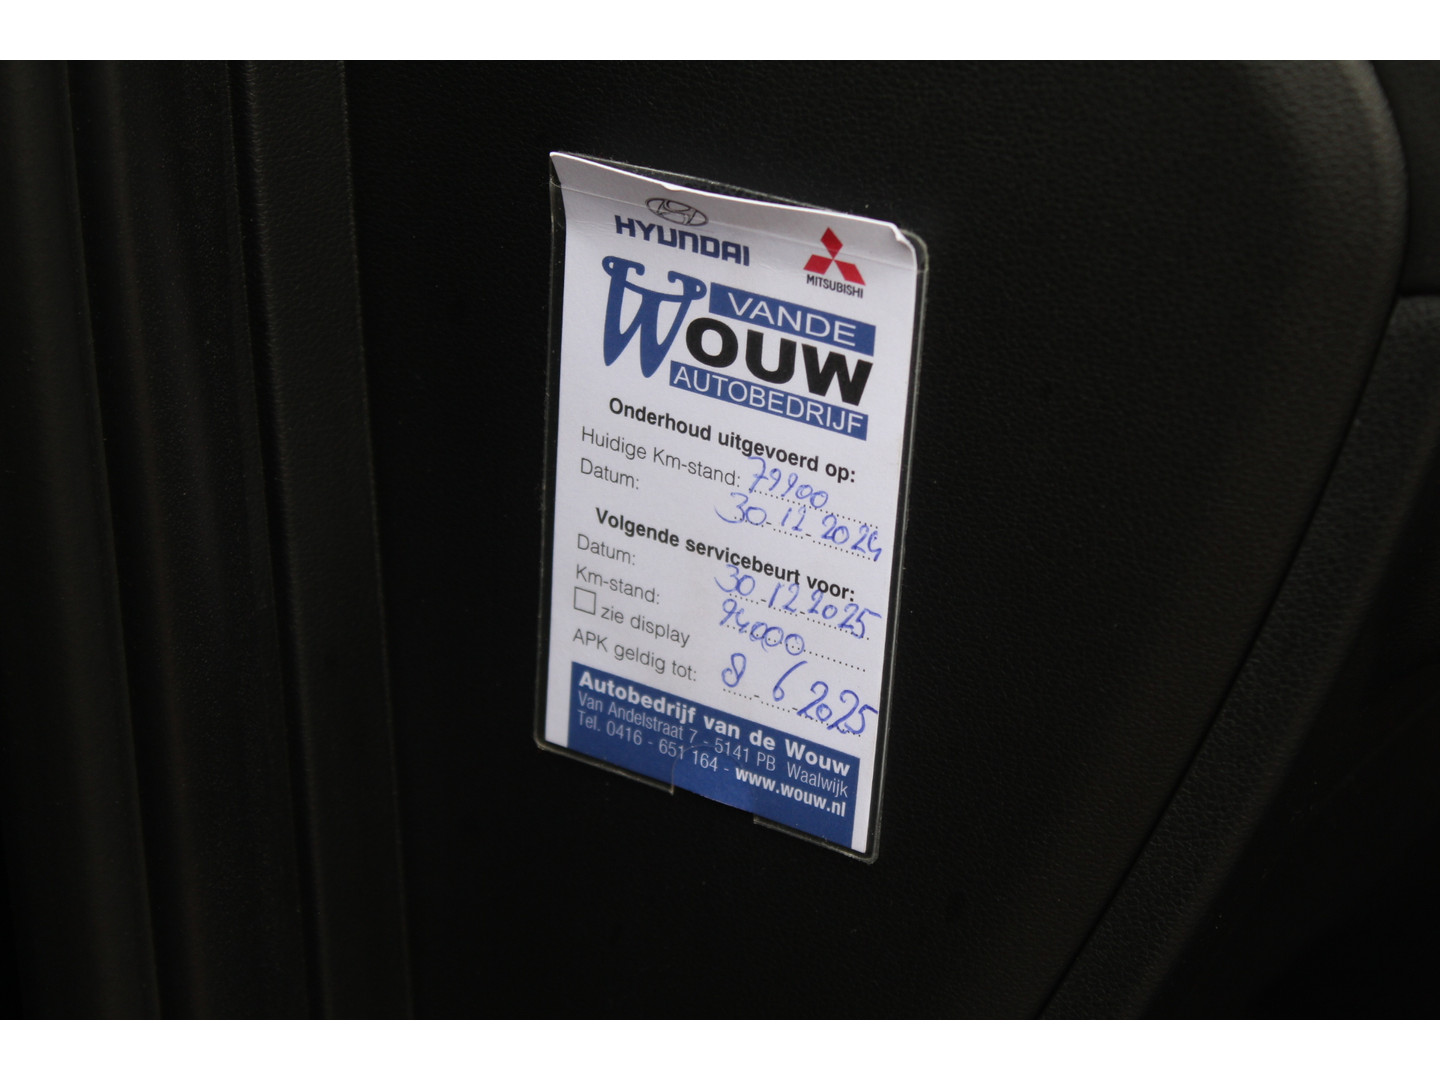 HYUNDAI
MITSUBISHI
VANDE
WOUW
AUTOBEDRIJF
Onderhoud uitgevoerd op:
Huidige Km-stand: 79900
Datum: 30-12-2024
Volgende servicebeurt voor:
Datum: 30-12-2025
Km-stand: 94000
zie display
APK geldig tot: 8-6 2025
Autobedrijf van de Wouw
Van Andelstraat 7 - 5141 PB Waalwijk
Tel. 0416 - 651 164 - www.wouw.nl